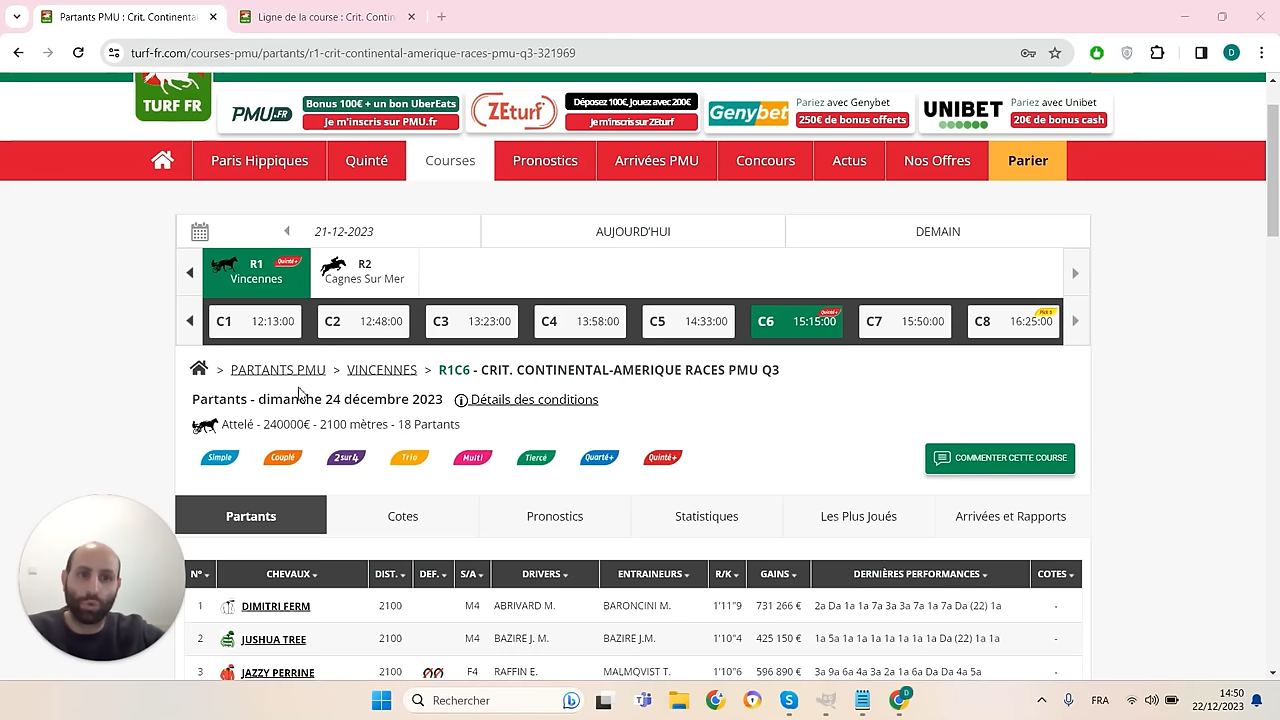 Partants PMU : Crit. Continental
Ligne de la course : Crit. Contin
turf-fr.com/courses-pmu/partants/r1-crit-continental-amerique-races-pmu-q3-321969
D
TURF FR
PMU.FR
Bonus 100€ + un bon UberEats
Je m'inscris sur PMU.fr
ZEturf
Déposez 100€, Jouez avec 200€
Je m'inscris sur ZEturf
Genybet
Pariez avec Genybet
250€ de bonus offerts
UNIBET
Pariez avec Unibet
20€ de bonus cash
Paris Hippiques Quinté Courses Pronostics Arrivées PMU Concours Actus Nos Offres Parier
21-12-2023 AUJOURD'HUI DEMAIN
R1 Quinté+ R2
Vincennes Cagnes Sur Mer
C1 12:13:00 C2 12:48:00 C3 13:23:00 C4 13:58:00 C5 14:33:00 C6 15:15:00 Quinté+ C7 15:50:00 C8 16:25:00 Pick 5
> PARTANTS PMU > VINCENNES > R1C6 - CRIT. CONTINENTAL-AMERIQUE RACES PMU Q3
Partants - dimanche 24 décembre 2023 Détails des conditions
Attelé - 240000€ - 2100 mètres - 18 Partants
Simple Couplé 2sur4 Trio Multi Tiercé Quarté+ Quinté+
COMMENTER CETTE COURSE
Partants Cotes Pronostics Statistiques Les Plus Joués Arrivées et Rapports
N° CHEVAUX DIST. DEF. S/A DRIVERS ENTRAINEURS R/K GAINS DERNIÈRES PERFORMANCES COTES
1 DIMITRI FERM 2100 M4 ABRIVARD M. BARONCINI M. 1'11"9 731 266 € 2a Da 1a 1a 7a 3a 3a 7a 1a 7a Da (22) 1a -
2 JUSHUA TREE 2100 M4 BAZIRE J. M. BAZIRE J.M. 1'10"4 425 150 € 1a 5a 1a 1a 1a 1a 1a 1a 1a Da (22) 1a 1a -
3 JAZZY PERRINE 2100 F4 RAFFIN E. MALMQVIST T. 1'10"6 596 890 € 3a 9a 6a 4a 3a 2a 1a 6a Da Da 4a 5a -
Rechercher
D
FRA
14:50
22/12/2023